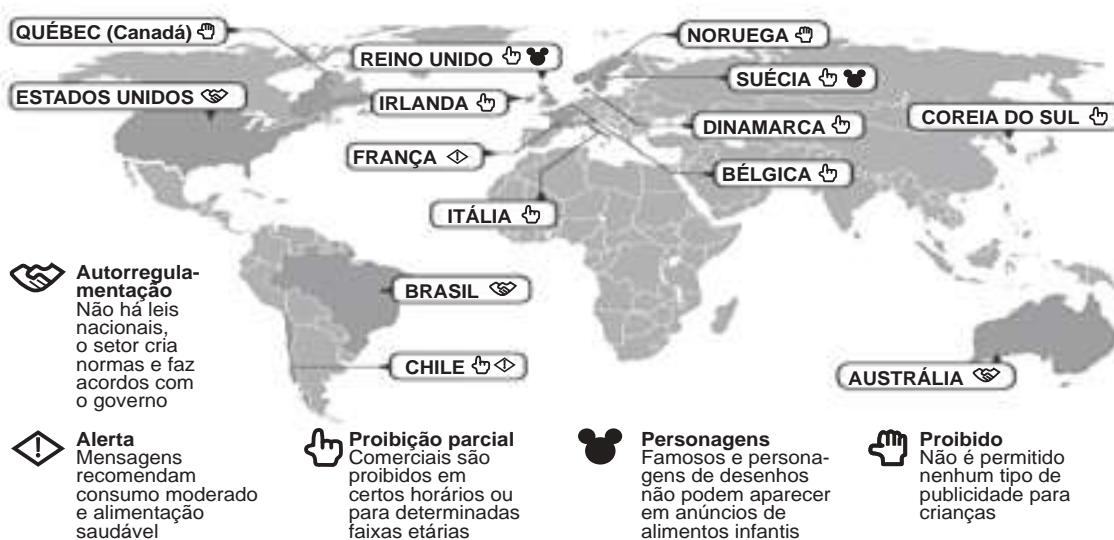 QUÉBEC (Canadá)
NORUEGA
REINO UNIDO
SUÉCIA
ESTADOS UNIDOS
IRLANDA
COREIA DO SUL
DINAMARCA
FRANÇA
BÉLGICA
ITÁLIA
BRASIL
CHILE
AUSTRÁLIA
Autorregula-
mentação
Não há leis
nacionais,
o setor cria
normas e faz
acordos com
o governo
Alerta
Mensagens
recomendam
consumo moderado
e alimentação
saudável
Proibição parcial
Comerciais são
proibidos em
certos horários ou
para determinadas
faixas etárias
Personagens
Famosos e persona-
gens de desenhos
não podem aparecer
em anúncios de
alimentos infantis
Proibido
Não é permitido
nenhum tipo de
publicidade para
crianças